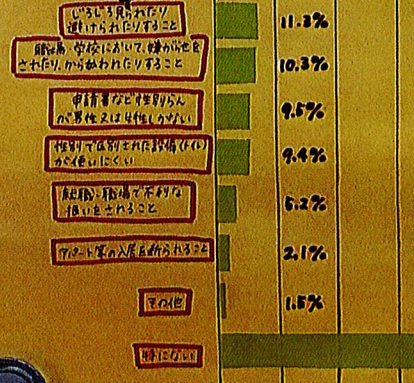 じろじろ見られたり
避けられたりすること
11.3%
職場・学校において、嫌がらせを
されたり、からかわれたりすること
10.3%
申請書など性別らん
が男性又は女性しかない
9.5%
性別で区別された設備(トイレ)
が使いにくい
9.4%
就職・職場で不利な
扱いをされること
5.2%
アパート等の入居を断られること
2.1%
その他
1.5%
特にない